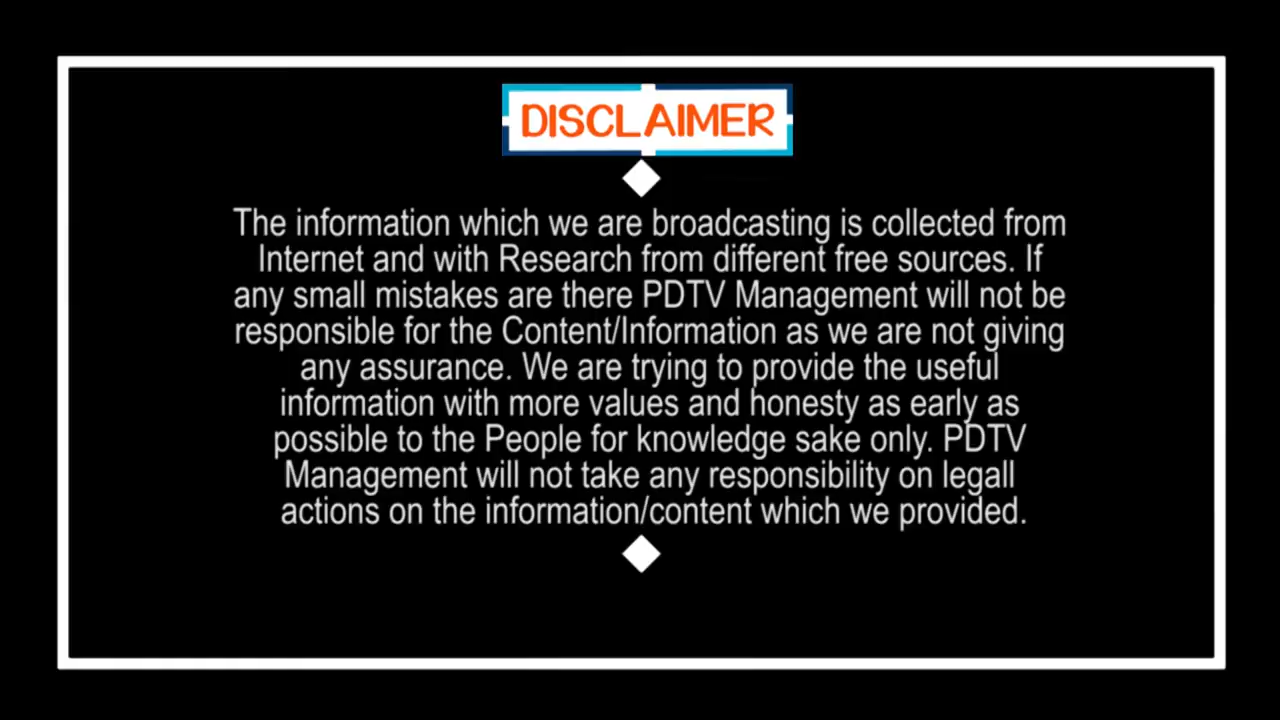 DISCLAIMER
The information which we are broadcasting is collected from
Internet and with Research from different free sources. If
any small mistakes are there PDTV Management will not be
responsible for the Content/Information as we are not giving
any assurance. We are trying to provide the useful
information with more values and honesty as early as
possible to the People for knowledge sake only. PDTV
Management will not take any responsibility on legall
actions on the information/content which we provided.